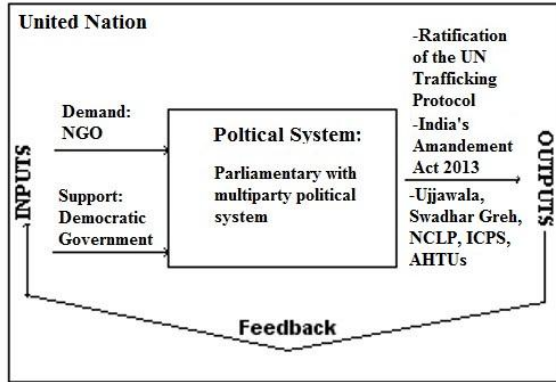 United Nation
INPUTS
Demand:
NGO
Support:
Democratic
Government
Poltical System:
Parliamentary with
multiparty political
system
-Ratification
of the UN
Trafficking
Protocol
-India's
Amandement
Act 2013
-Ujjawala,
Swadhar Greh,
NCLP, ICPS,
AHTUs
OUTPUTS
Feedback